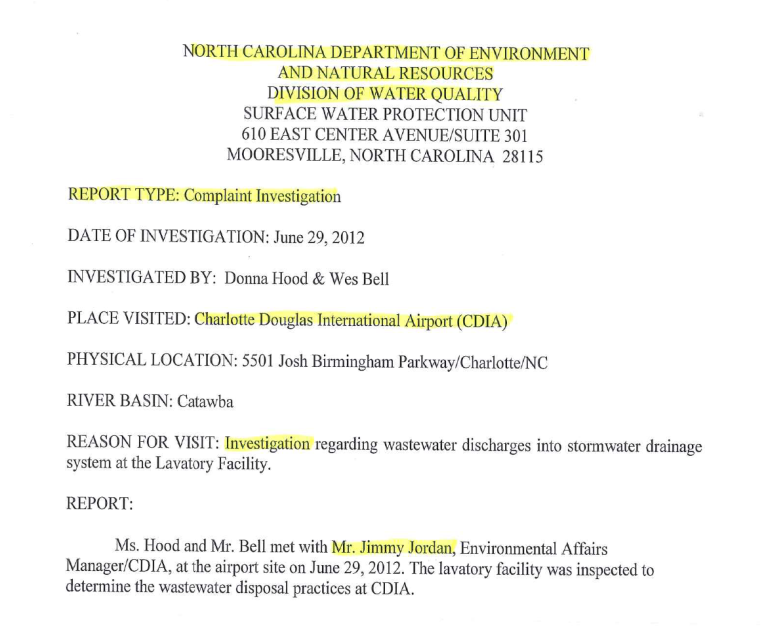 NORTH CAROLINA DEPARTMENT OF ENVIRONMENT
AND NATURAL RESOURCES
DIVISION OF WATER QUALITY
SURFACE WATER PROTECTION UNIT
610 EAST CENTER AVENUE/SUITE 301
MOORESVILLE, NORTH CAROLINA 28115
REPORT TYPE: Complaint Investigation
DATE OF INVESTIGATION: June 29, 2012
INVESTIGATED BY: Donna Hood & Wes Bell
PLACE VISITED: Charlotte Douglas International Airport (CDIA)
PHYSICAL LOCATION: 5501 Josh Birmingham Parkway/Charlotte/NC
RIVER BASIN: Catawba
REASON FOR VISIT: Investigation regarding wastewater discharges into stormwater drainage
system at the Lavatory Facility.
REPORT:
Ms. Hood and Mr. Bell met with Mr. Jimmy Jordan, Environmental Affairs
Manager/CDIA, at the airport site on June 29, 2012. The lavatory facility was inspected to
determine the wastewater disposal practices at CDIA.